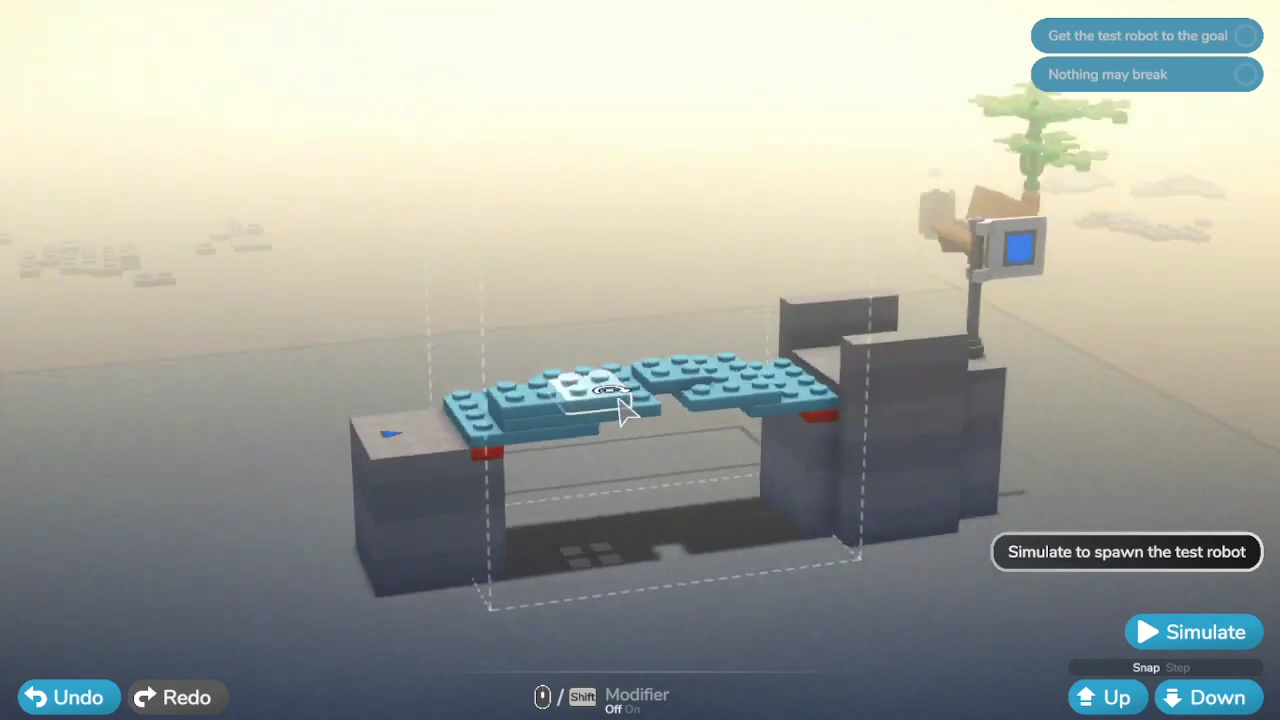 Get the test robot to the goal
Nothing may break
Simulate to spawn the test robot
Simulate
Snap Step
Undo
Redo
/ Shift Modifier
Off On
Up
Down